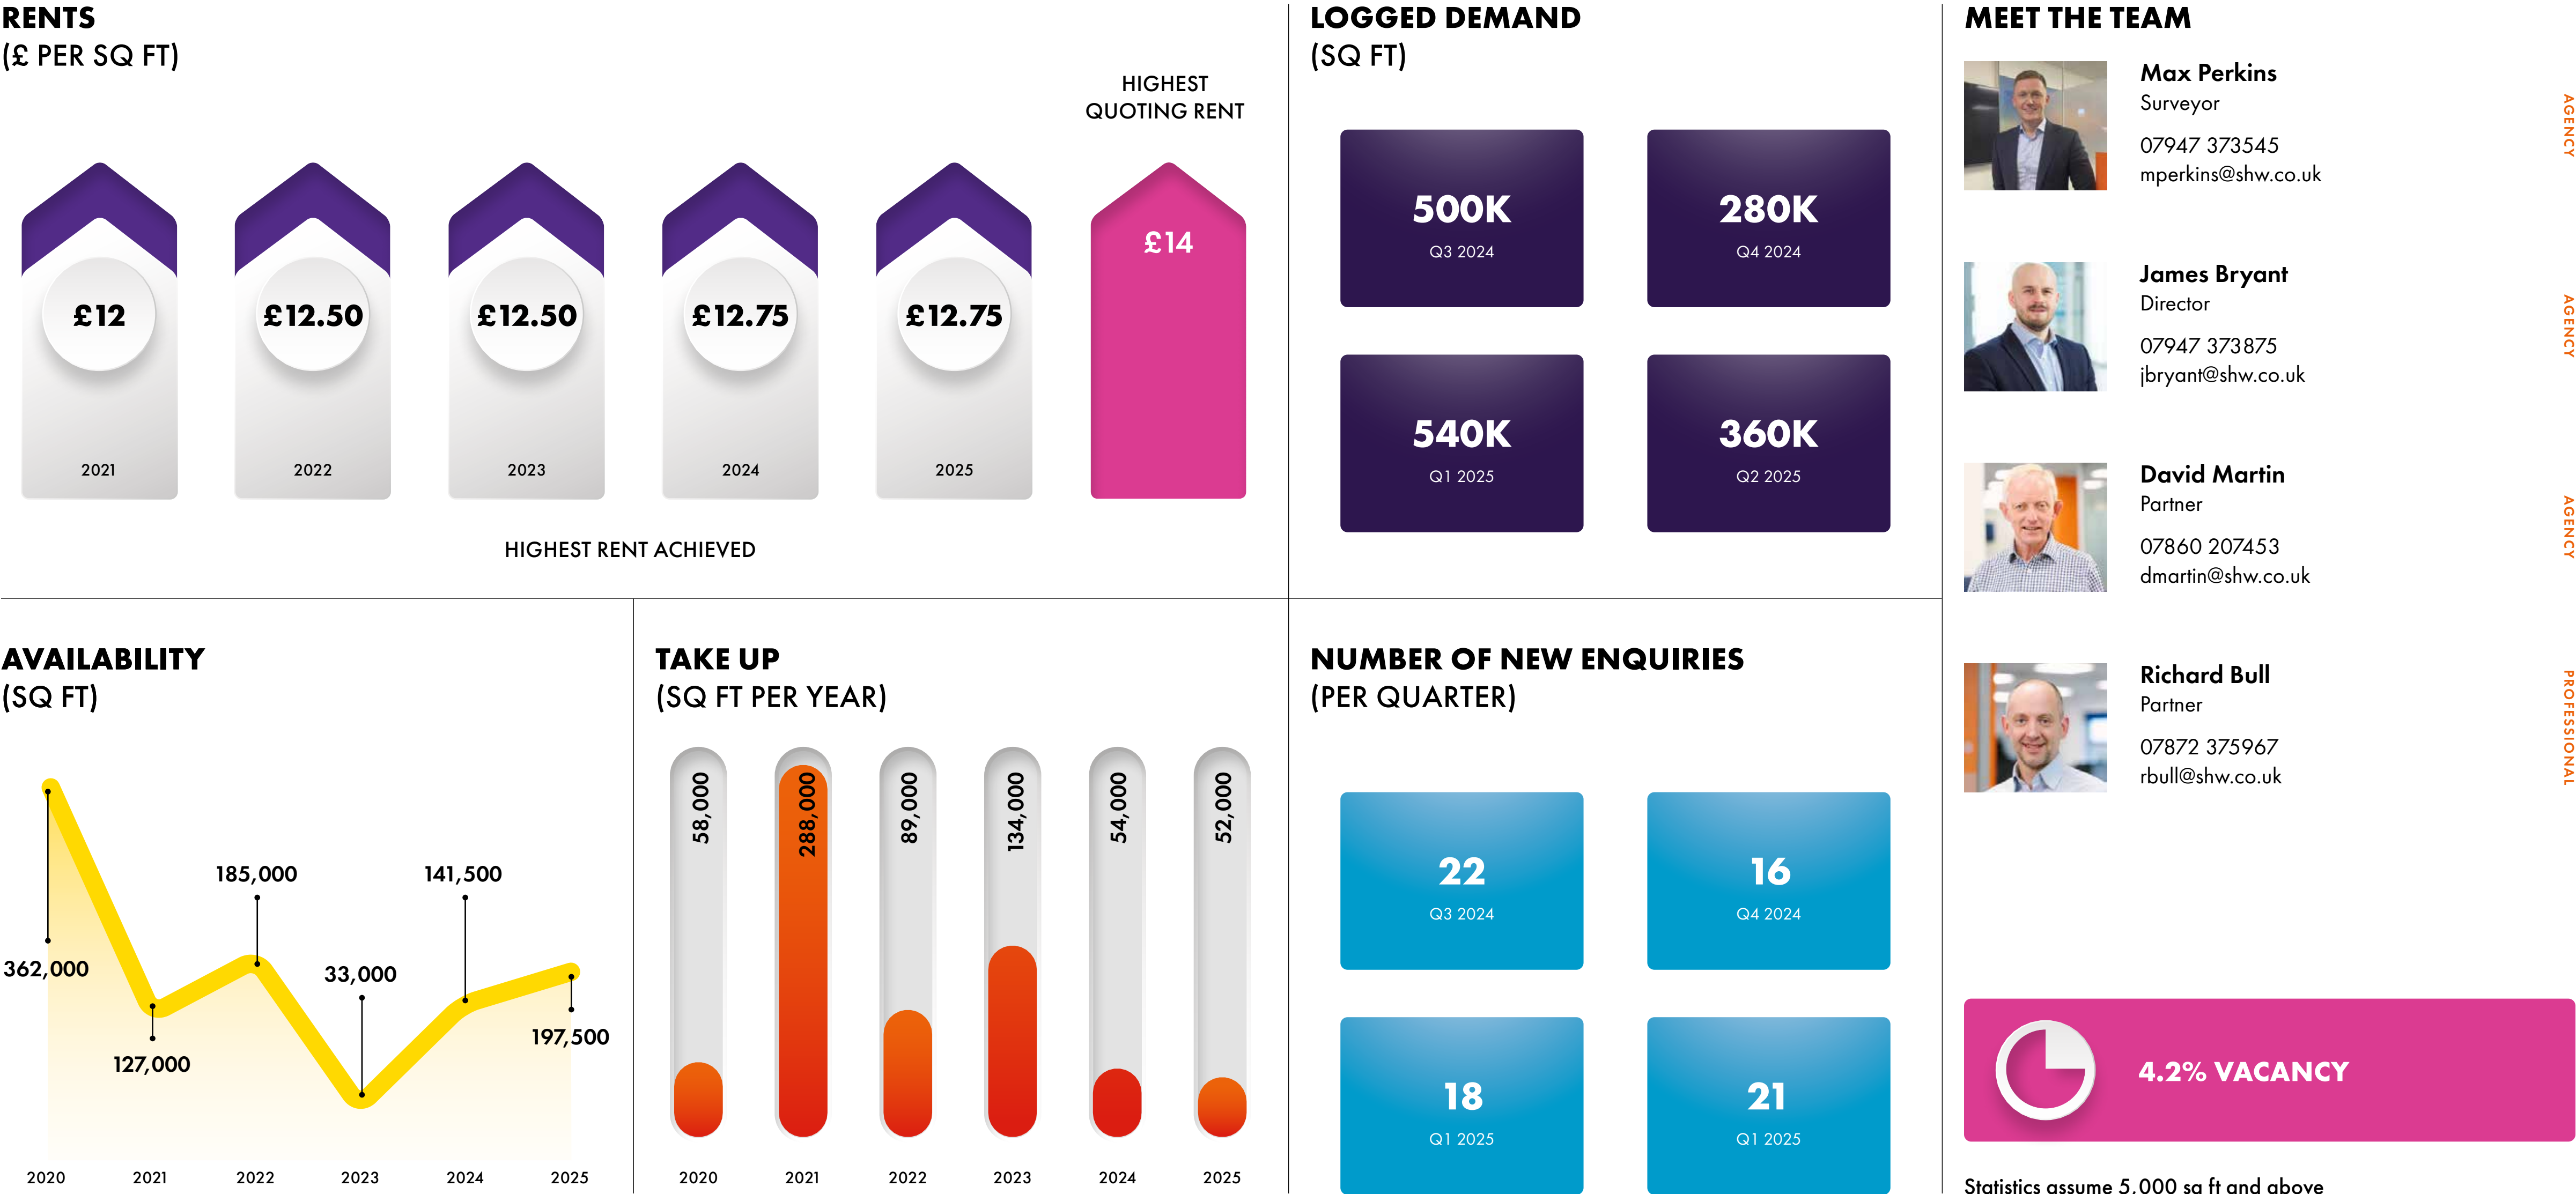 RENTS
(£ PER SQ FT)
HIGHEST
QUOTING RENT
£12
£12.50
£12.50
£12.75
£12.75
£14
2021
2022
2023
2024
2025
HIGHEST RENT ACHIEVED
LOGGED DEMAND
(SQ FT)
500K
Q3 2024
280K
Q4 2024
540K
Q1 2025
360K
Q2 2025
MEET THE TEAM
Max Perkins
Surveyor
07947 373545
mperkins@shw.co.uk
AGENCY
James Bryant
Director
07947 373875
jbryant@shw.co.uk
AGENCY
David Martin
Partner
07860 207453
dmartin@shw.co.uk
AGENCY
Richard Bull
Partner
07872 375967
rbull@shw.co.uk
PROFESSIONAL
AVAILABILITY
(SQ FT)
362,000
127,000
185,000
33,000
141,500
197,500
2020
2021
2022
2023
2024
2025
TAKE UP
(SQ FT PER YEAR)
58,000
288,000
89,000
134,000
54,000
52,000
2020
2021
2022
2023
2024
2025
NUMBER OF NEW ENQUIRIES
(PER QUARTER)
22
Q3 2024
16
Q4 2024
18
Q1 2025
21
Q1 2025
4.2% VACANCY
Statistics assume 5,000 sq ft and above